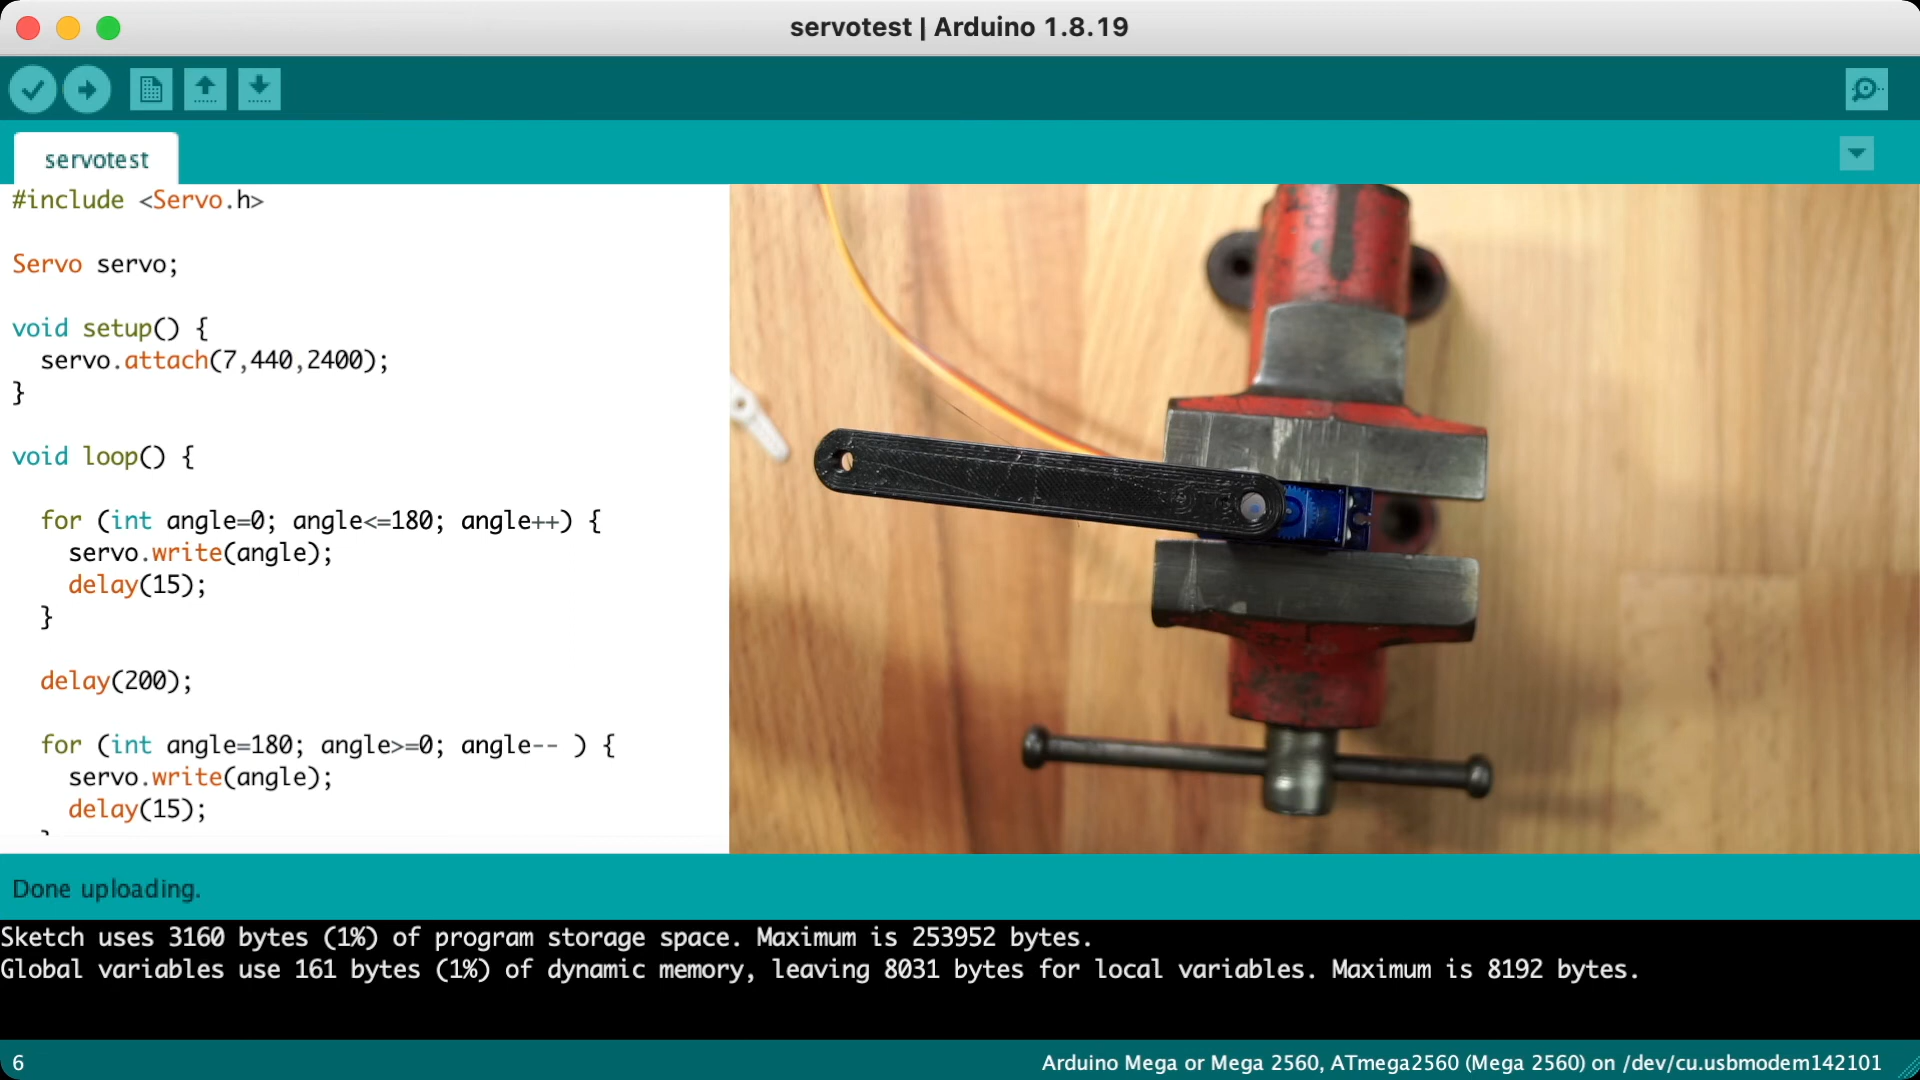 servotest | Arduino 1.8.19
servotest
#include <Servo.h>
Servo servo;
void setup() {
servo.attach(7,440,2400);
}
void loop() {
for (int angle=0; angle<=180; angle++) {
servo.write(angle);
delay(15);
}
delay(200);
for (int angle=180; angle>=0; angle-- ) {
servo.write(angle);
delay(15);
Done uploading.
Sketch uses 3160 bytes (1%) of program storage space. Maximum is 253952 bytes.
Global variables use 161 bytes (1%) of dynamic memory, leaving 8031 bytes for local variables. Maximum is 8192 bytes.
6
Arduino Mega or Mega 2560, ATmega2560 (Mega 2560) on /dev/cu.usbmodem142101